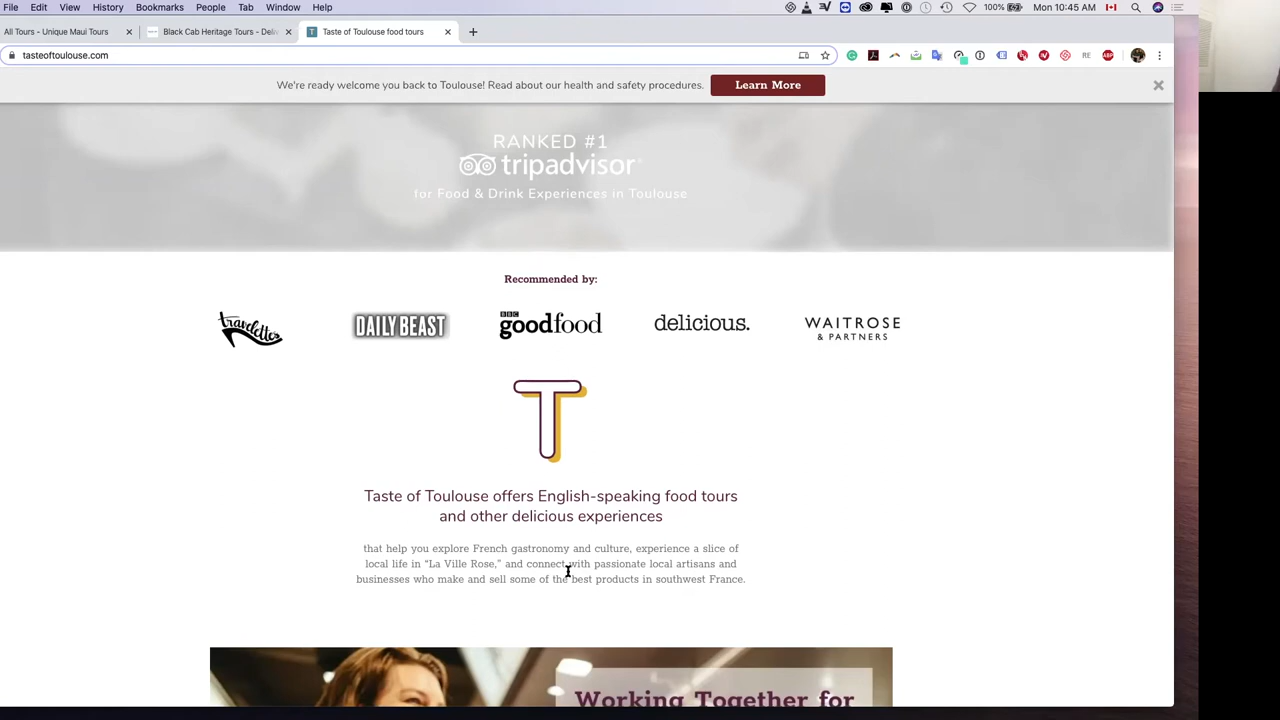 File Edit View History Bookmarks People Tab Window Help 100% Mon 10:45 AM
All Tours - Unique Maui Tours Black Cab Heritage Tours - Deliv T Taste of Toulouse food tours
tasteoftoulouse.com RE ABP
We're ready welcome you back to Toulouse! Read about our health and safety procedures. Learn More
RANKED #1
tripadvisor
for Food & Drink Experiences in Toulouse
Recommended by:
travelettes DAILY BEAST BBC goodfood delicious. WAITROSE
& PARTNERS
T
Taste of Toulouse offers English-speaking food tours
and other delicious experiences
that help you explore French gastronomy and culture, experience a slice of
local life in “La Ville Rose,” and connect with passionate local artisans and
businesses who make and sell some of the best products in southwest France.
Working Together for